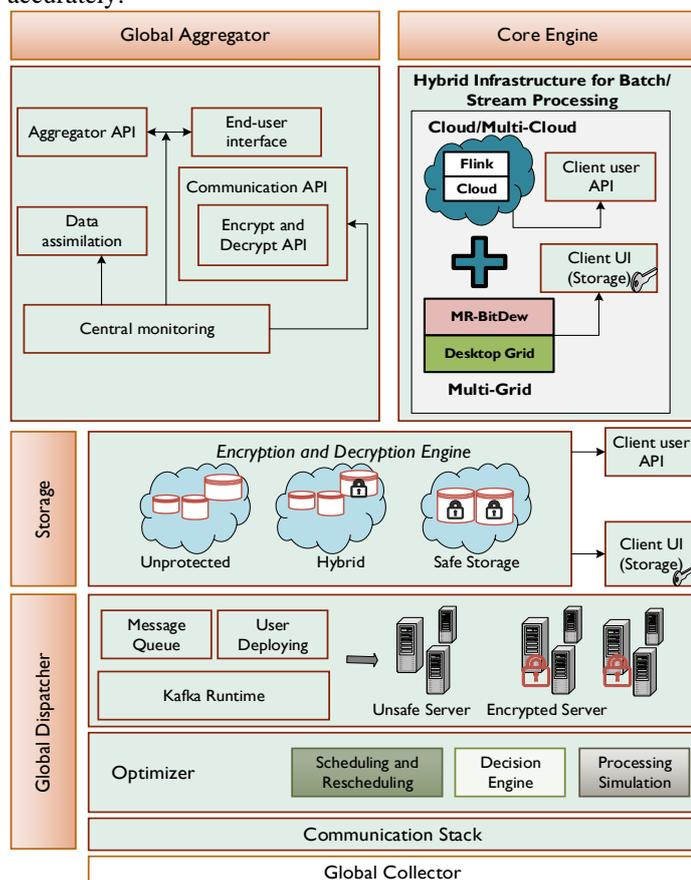 accurately.
Global Aggregator
Core Engine
Aggregator API
End-user
interface
Communication API
Encrypt and
Decrypt API
Data
assimilation
Central monitoring
Hybrid Infrastructure for Batch/
Stream Processing
Cloud/Multi-Cloud
Flink
Cloud
Client user
API
Client UI
(Storage)
MR-BitDew
Desktop Grid
Multi-Grid
Storage
Encryption and Decryption Engine
Unprotected
Hybrid
Safe Storage
Client user
API
Client UI
(Storage)
Global Dispatcher
Message
Queue
User
Deploying
Kafka Runtime
Unsafe Server
Encrypted Server
Optimizer
Scheduling and
Rescheduling
Decision
Engine
Processing
Simulation
Communication Stack
Global Collector